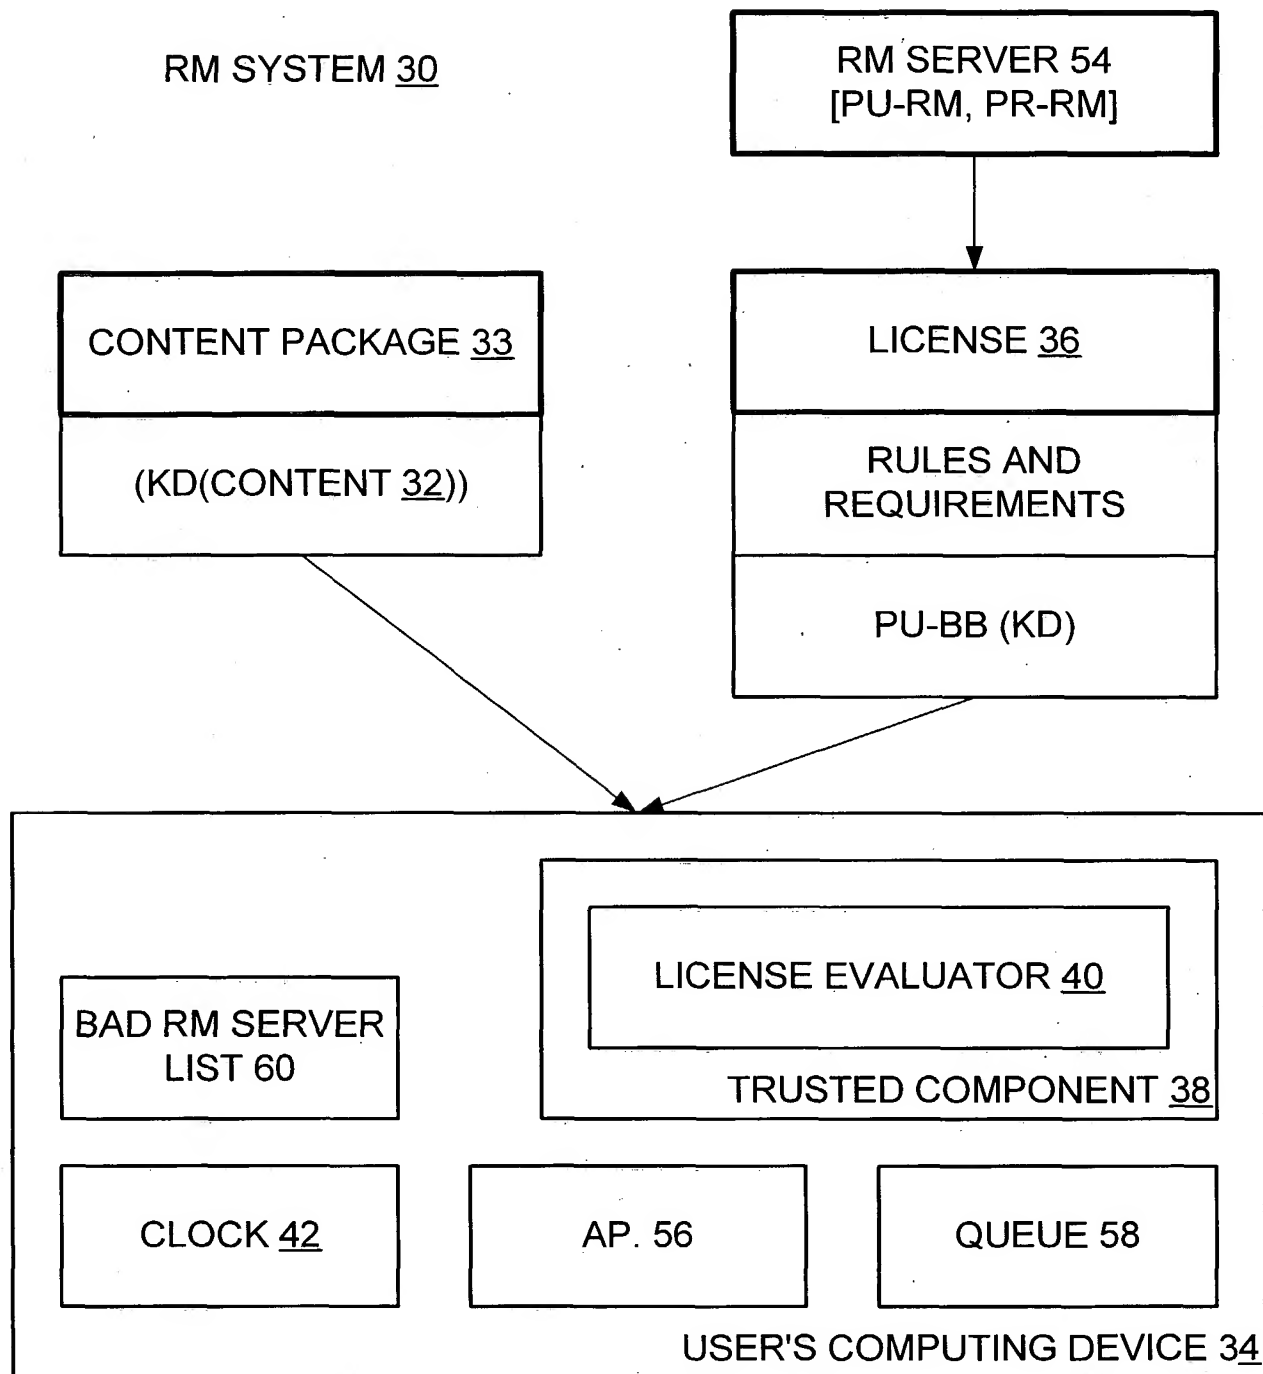 RM SYSTEM 30
RM SERVER 54
[PU-RM, PR-RM]
CONTENT PACKAGE 33
(KD(CONTENT 32))
LICENSE 36
RULES AND
REQUIREMENTS
PU-BB (KD)
LICENSE EVALUATOR 40
TRUSTED COMPONENT 38
BAD RM SERVER
LIST 60
CLOCK 42
AP. 56
QUEUE 58
USER'S COMPUTING DEVICE 34